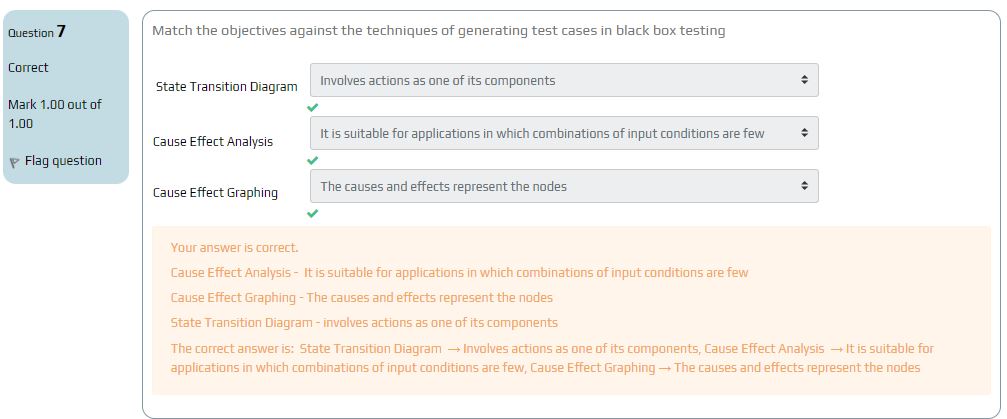 Question 7
Correct
Mark 1.00 out of
1.00
Flag question
Match the objectives against the techniques of generating test cases in black box testing
State Transition Diagram
Involves actions as one of its components
Cause Effect Analysis
It is suitable for applications in which combinations of input conditions are few
Cause Effect Graphing
The causes and effects represent the nodes
Your answer is correct.
Cause Effect Analysis - It is suitable for applications in which combinations of input conditions are few
Cause Effect Graphing - The causes and effects represent the nodes
State Transition Diagram - involves actions as one of its components
The correct answer is: State Transition Diagram → Involves actions as one of its components, Cause Effect Analysis → It is suitable for
applications in which combinations of input conditions are few, Cause Effect Graphing → The causes and effects represent the nodes